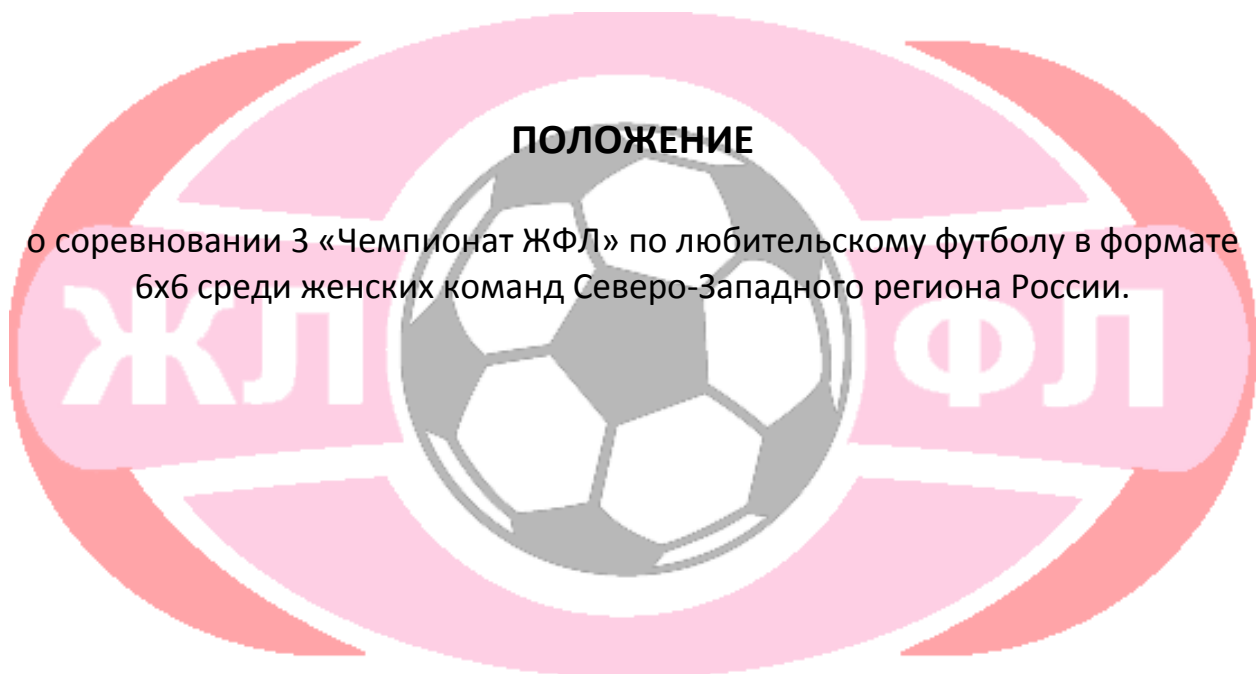 ПОЛОЖЕНИЕ
о соревновании 3 «Чемпионат ЖФЛ» по любительскому футболу в формате
6х6 среди женских команд Северо-Западного региона России.
ЖЛ ФЛ